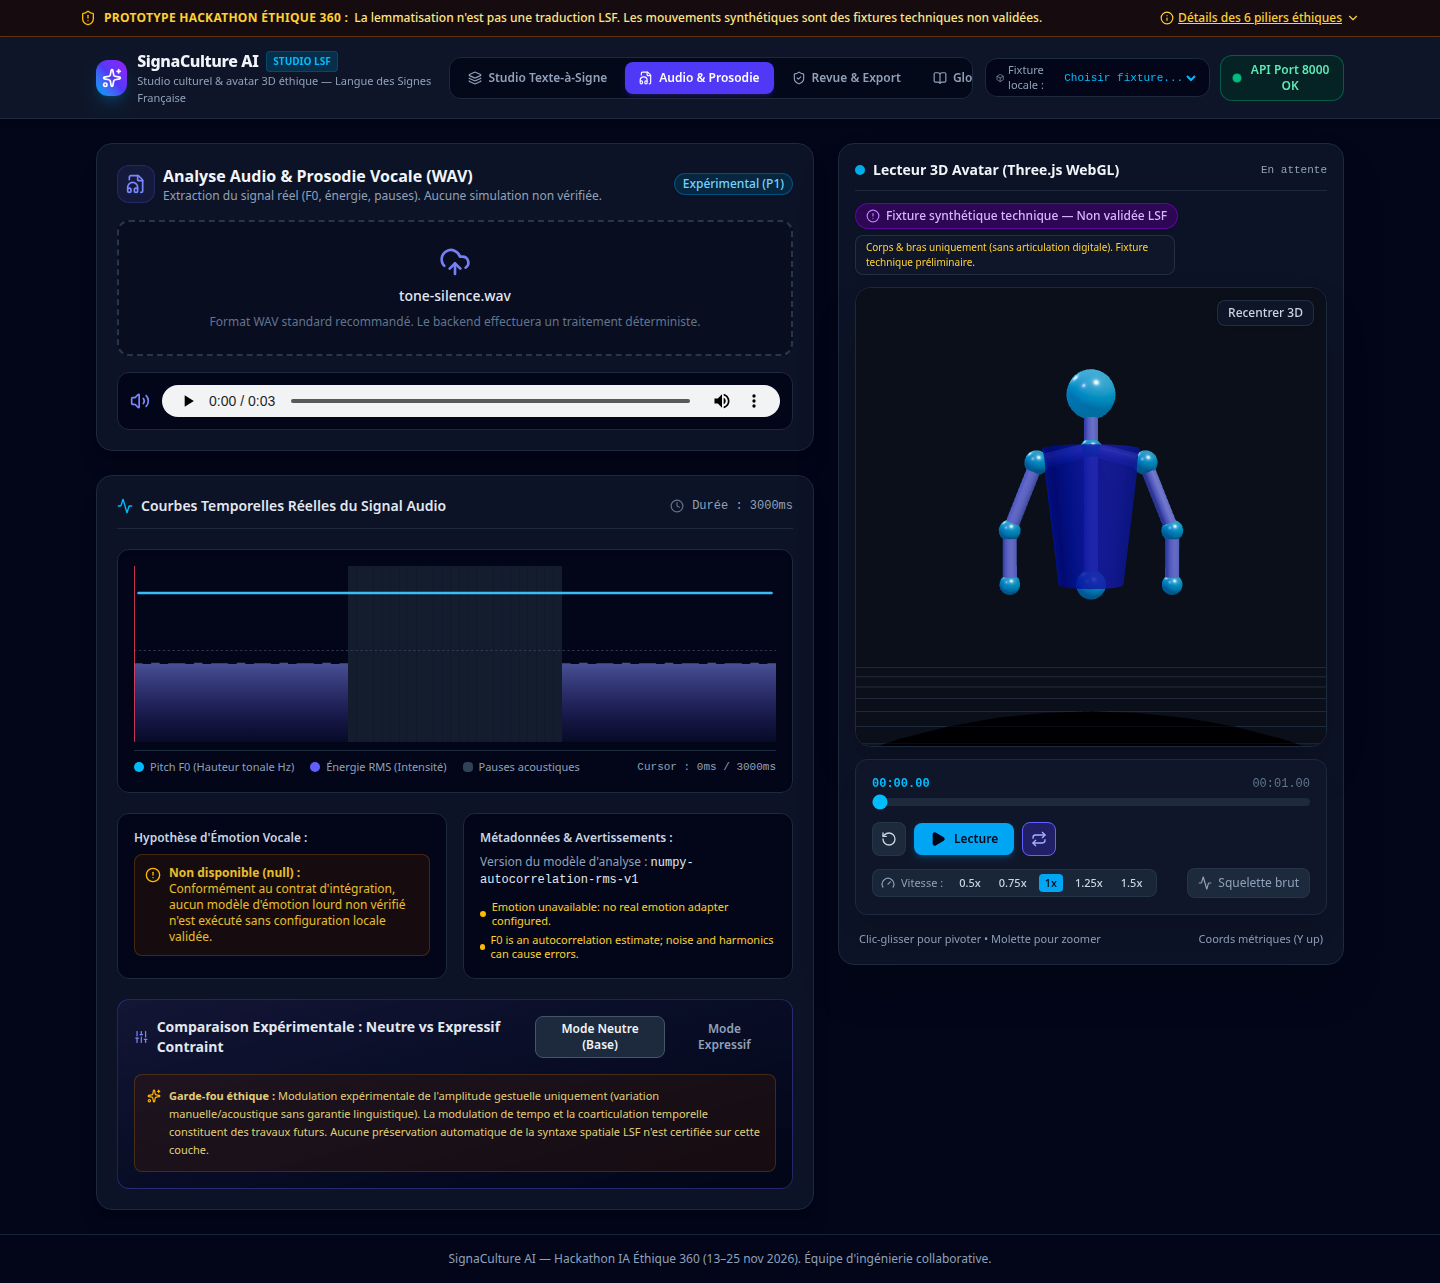 PROTOTYPE HACKATHON ÉTHIQUE 360 : La lemmatisation n'est pas une traduction LSF. Les mouvements synthétiques sont des fixtures techniques non validées.
Détails des 6 piliers éthiques
SignaCulture AI
STUDIO LSF
Studio culturel & avatar 3D éthique — Langue des Signes
Française
Studio Texte-à-Signe
Audio & Prosodie
Revue & Export
Glo
Fixture
locale :
Choisir fixture...
API Port 8000
OK
Analyse Audio & Prosodie Vocale (WAV)
Extraction du signal réel (F0, énergie, pauses). Aucune simulation non vérifiée.
Expérimental (P1)
tone-silence.wav
Format WAV standard recommandé. Le backend effectuera un traitement déterministe.
0:00 / 0:03
Courbes Temporelles Réelles du Signal Audio
Durée : 3000ms
Pitch F0 (Hauteur tonale Hz)
Énergie RMS (Intensité)
Pauses acoustiques
Cursor : 0ms / 3000ms
Hypothèse d'Émotion Vocale :
Non disponible (null) :
Conformément au contrat d'intégration,
aucun modèle d'émotion lourd non vérifié
n'est exécuté sans configuration locale
validée.
Métadonnées & Avertissements :
Version du modèle d'analyse : numpy-
autocorrelation-rms-v1
Emotion unavailable: no real emotion adapter
configured.
F0 is an autocorrelation estimate; noise and harmonics
can cause errors.
Comparaison Expérimentale : Neutre vs Expressif
Contraint
Mode Neutre
(Base)
Mode
Expressif
Garde-fou éthique : Modulation expérimentale de l'amplitude gestuelle uniquement (variation
manuelle/acoustique sans garantie linguistique). La modulation de tempo et la coarticulation temporelle
constituent des travaux futurs. Aucune préservation automatique de la syntaxe spatiale LSF n'est certifiée sur cette
couche.
Lecteur 3D Avatar (Three.js WebGL)
En attente
Fixture synthétique technique — Non validée LSF
Corps & bras uniquement (sans articulation digitale). Fixture
technique préliminaire.
Recentrer 3D
00:00.00
00:01.00
Lecture
Vitesse :
0.5x
0.75x
1x
1.25x
1.5x
Squelette brut
Clic-glisser pour pivoter • Molette pour zoomer
Coords métriques (Y up)
SignaCulture AI — Hackathon IA Éthique 360 (13–25 nov 2026). Équipe d'ingénierie collaborative.